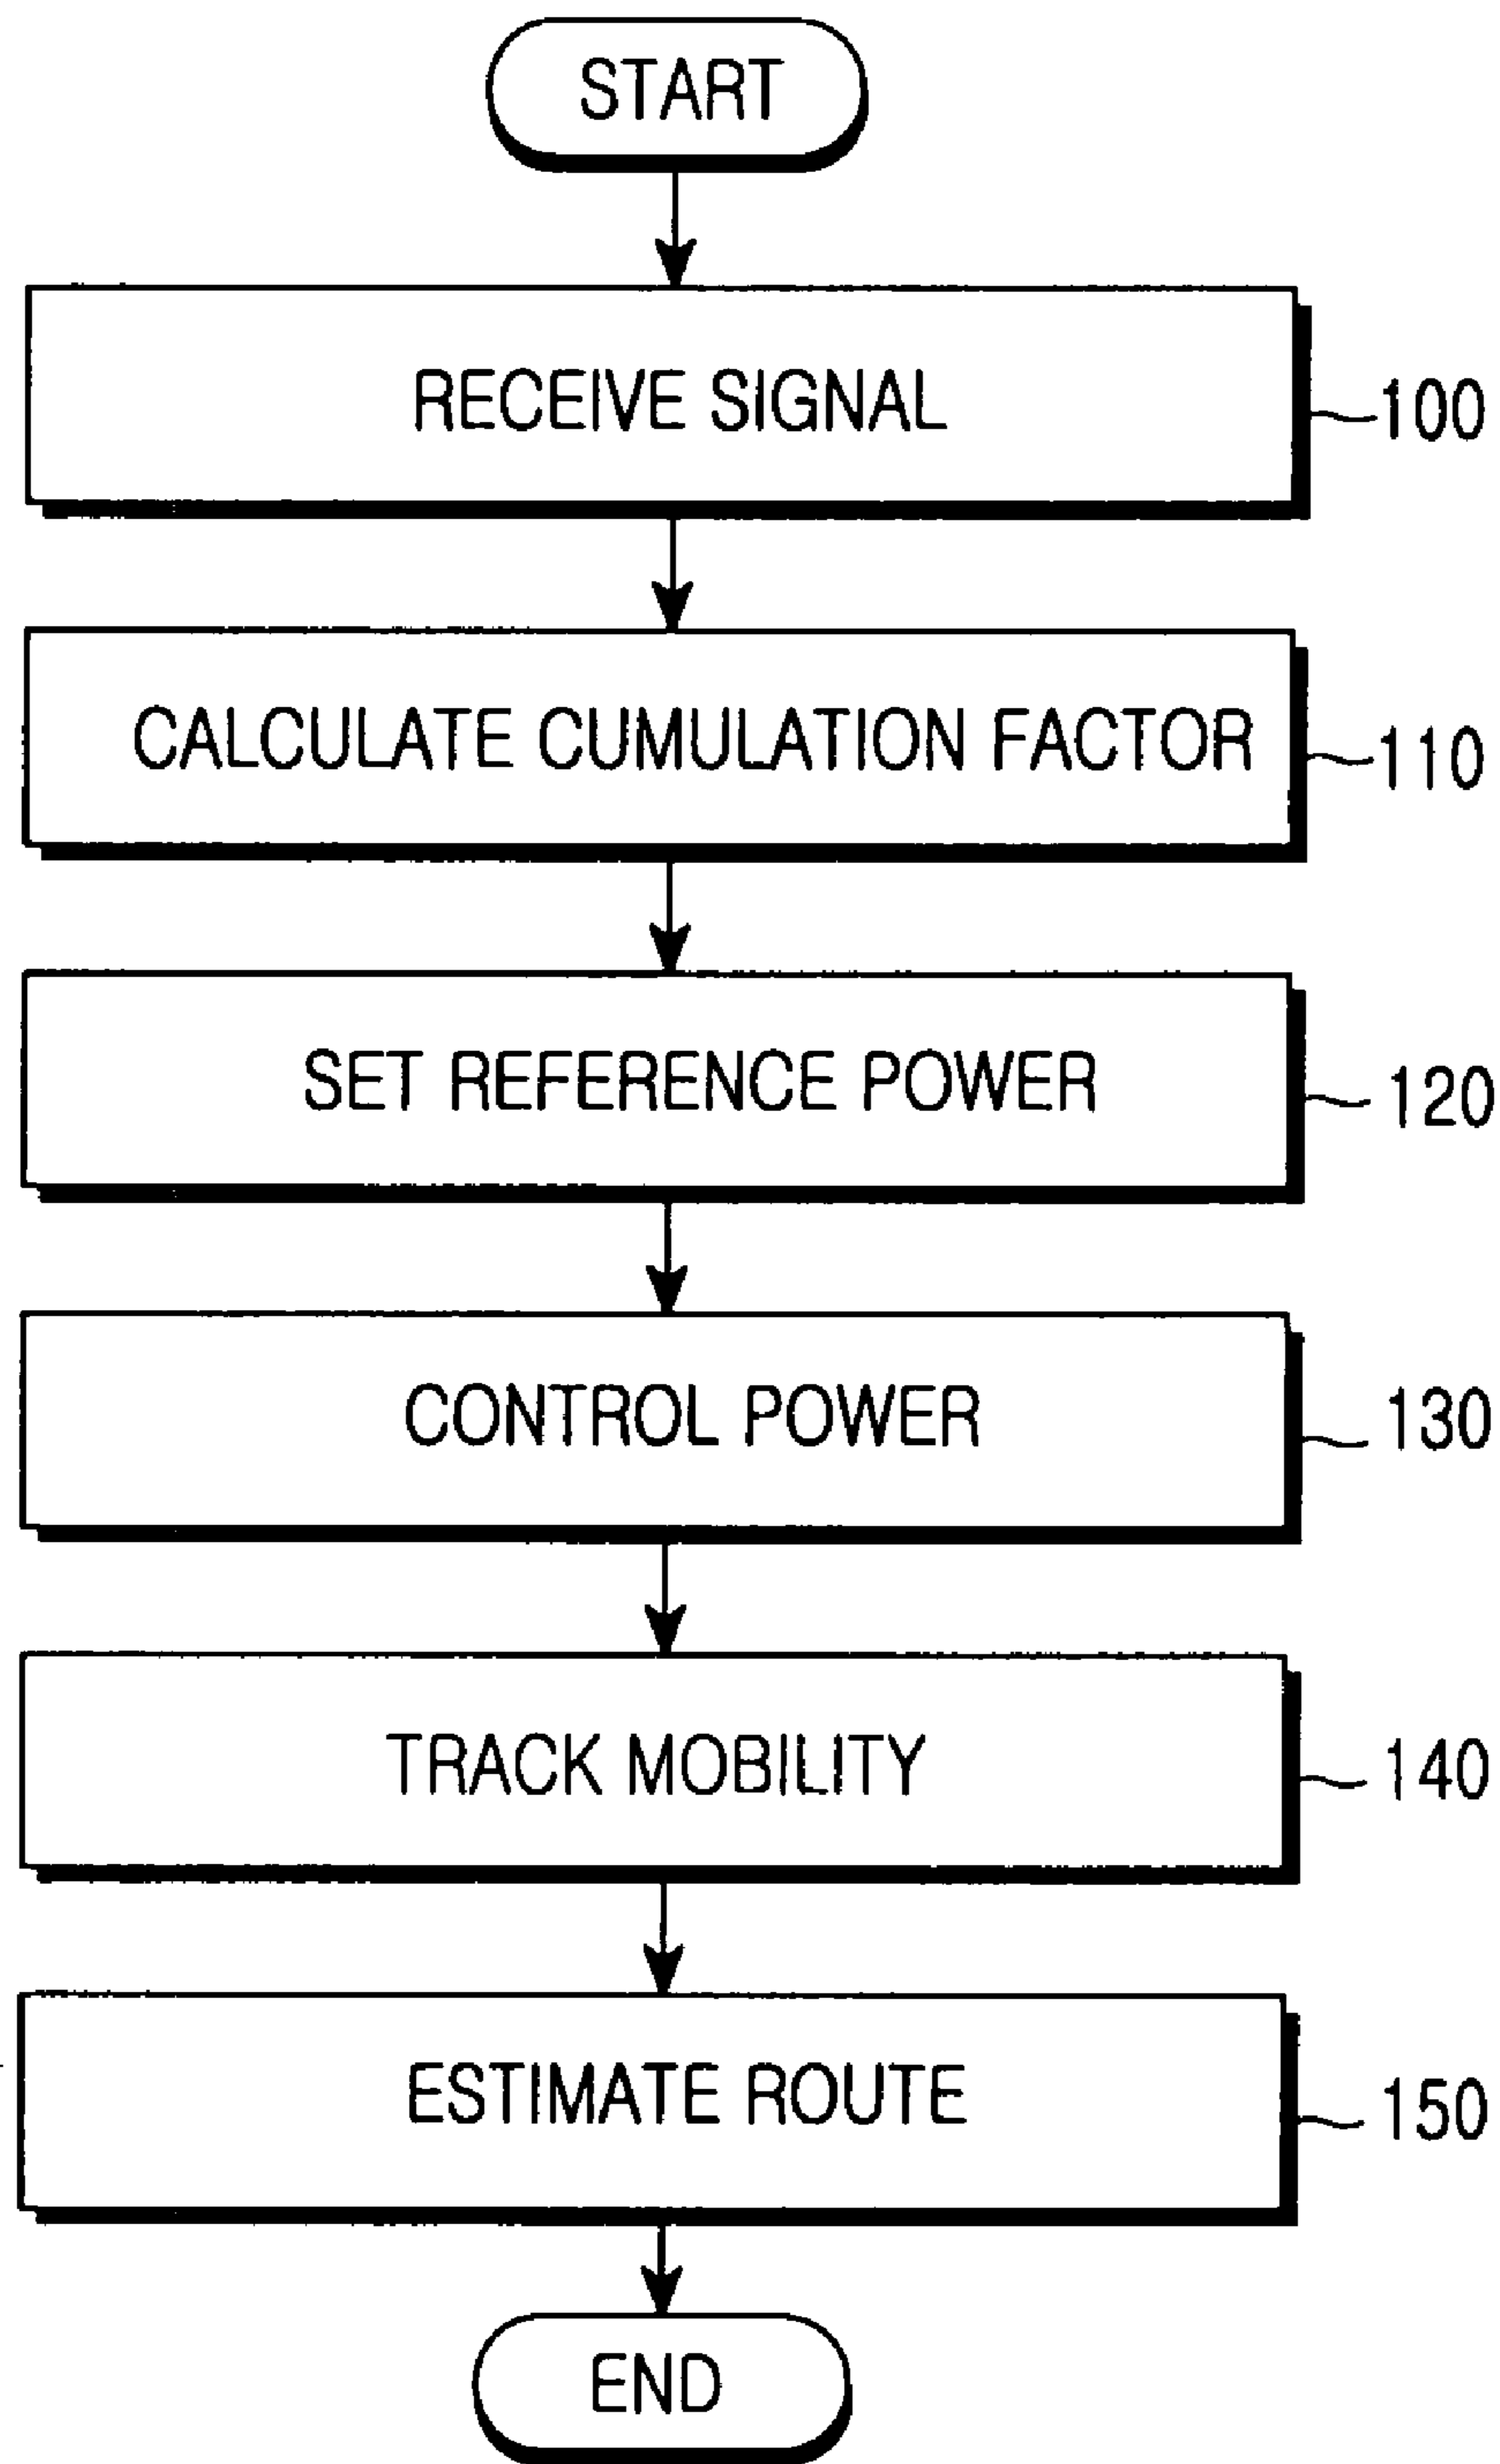 START
RECEIVE SIGNAL
100
CALCULATE CUMULATION FACTOR
110
SET REFERENCE POWER
120
CONTROL POWER
130
TRACK MOBILITY
140
ESTIMATE ROUTE
150
END